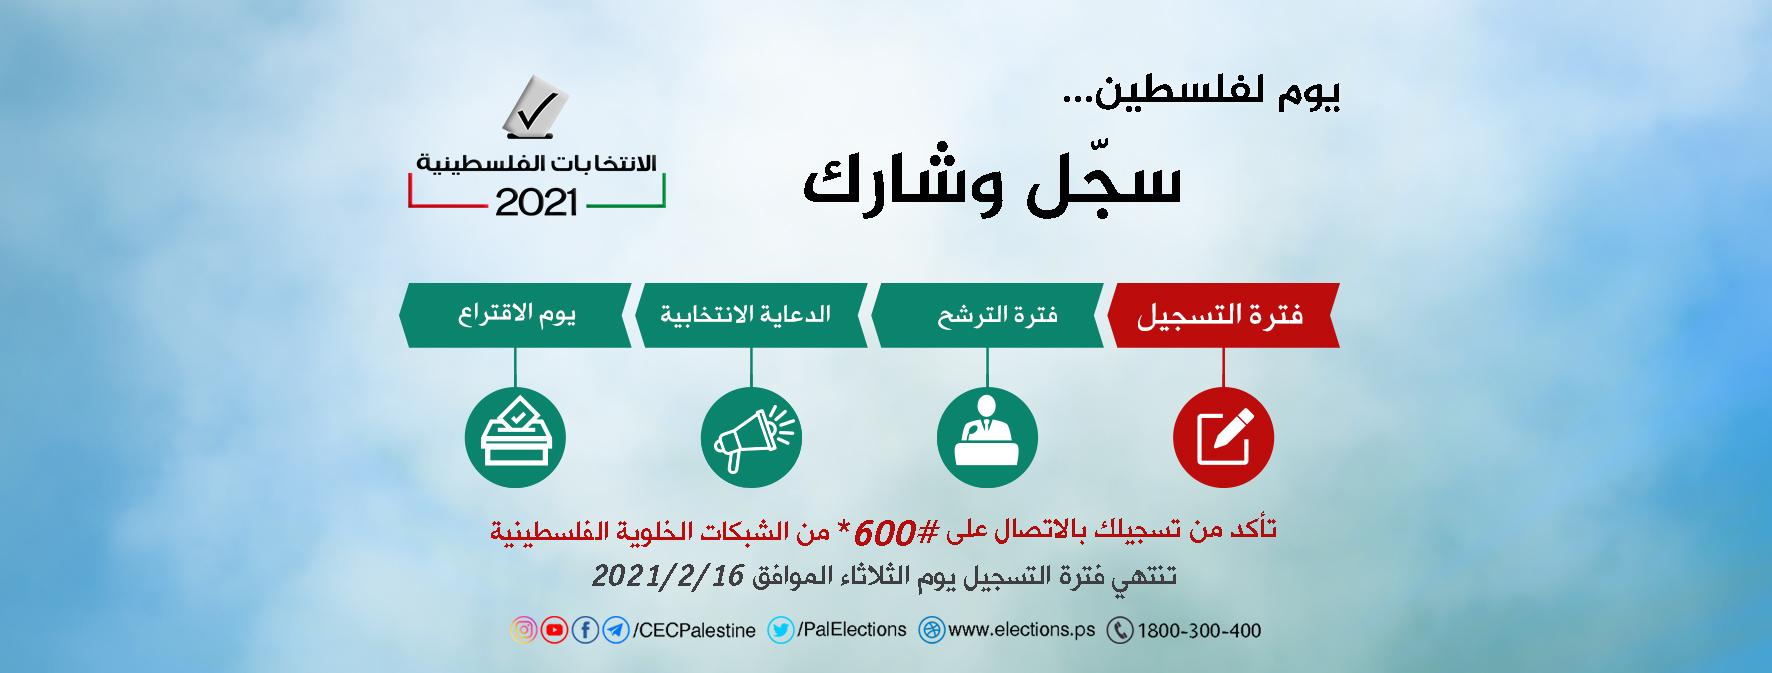 يوم لفلسطين...
سجّل وشارك
الانتخابات الفلسطينية
2021
فترة التسجيل
فترة الترشح
الدعاية الانتخابية
يوم الاقتراع
تأكد من تسجيلك بالاتصال على #600* من الشبكات الخلوية الفلسطينية
تنتهي فترة التسجيل يوم الثلاثاء الموافق 2021/2/16
/CECPalestine /PalElections www.elections.ps 1800-300-400